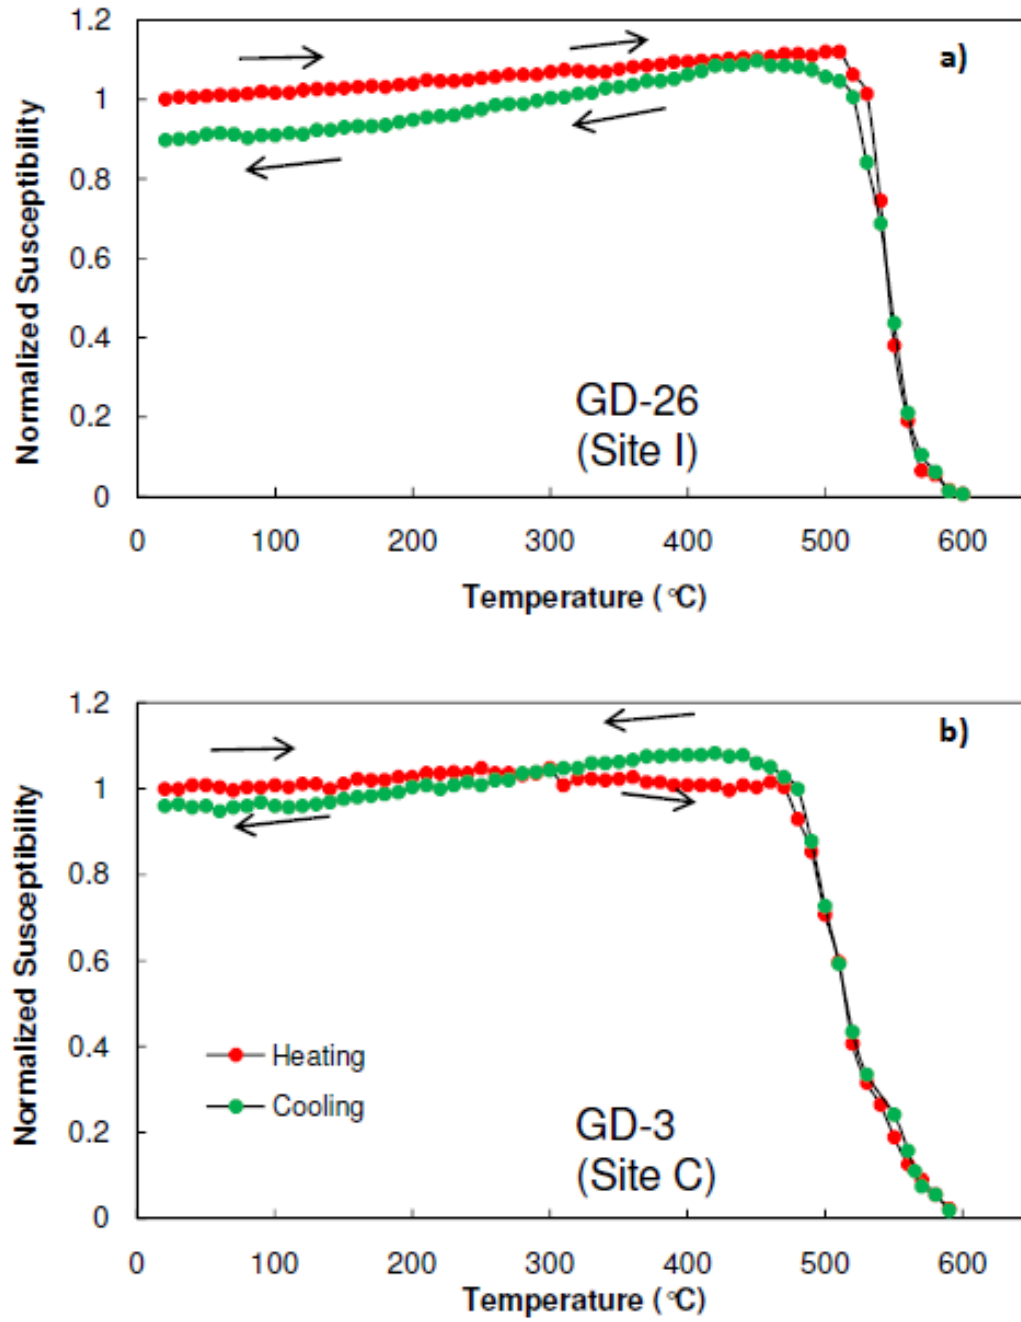 1.2
a)
1
0.8
0.6
0.4
0.2
0
Normalized Susceptibility
GD-26
(Site I)
0 100 200 300 400 500 600
Temperature (°C)
1.2
b)
1
0.8
0.6
0.4
0.2
0
Normalized Susceptibility
Heating
Cooling
GD-3
(Site C)
0 100 200 300 400 500 600
Temperature (°C)